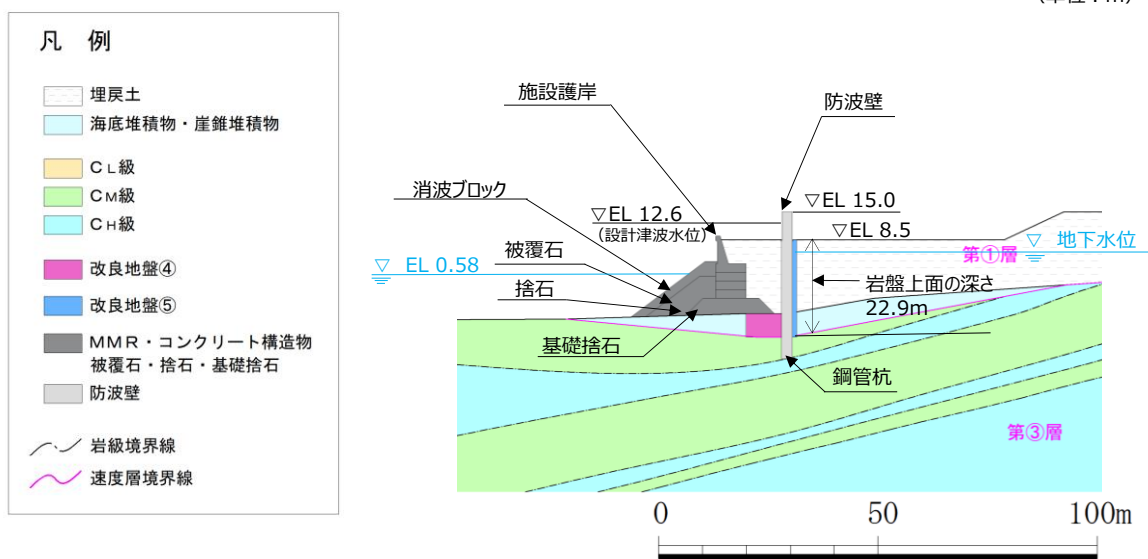 (単位：m)
凡　例
埋戻土
海底堆積物・崖錐堆積物
CL級
CM級
CH級
改良地盤④
改良地盤⑤
MMR・コンクリート構造物
被覆石・捨石・基礎捨石
防波壁
岩級境界線
速度層境界線
施設護岸
防波壁
消波ブロック
▽EL 15.0
▽EL 12.6
(設計津波水位)
▽EL 8.5
▽ 地下水位
被覆石
第①層
▽ EL 0.58
捨石
岩盤上面の深さ
22.9m
基礎捨石
鋼管杭
第③層
0 50 100m